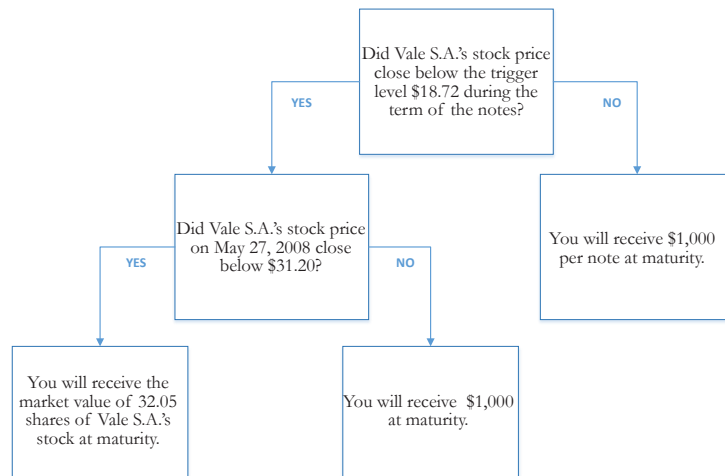 Did Vale S.A.'s stock price
close below the trigger
level $18.72 during the
term of the notes?
YES
NO
Did Vale S.A.'s stock price
on May 27, 2008 close
below $31.20?
You will receive $1,000
per note at maturity.
YES
NO
You will receive the
market value of 32.05
shares of Vale S.A.'s
stock at maturity.
You will receive $1,000
at maturity.